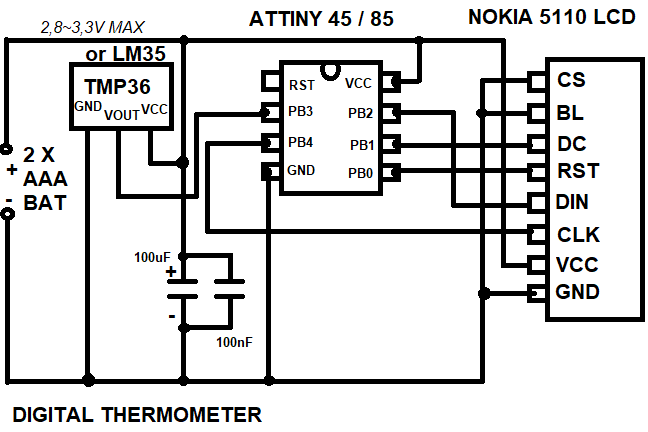 ATTINY 45 / 85
NOKIA 5110 LCD
2,8~3,3V MAX
or LM35
TMP36
GND
VOUT
VCC
RST
VCC
PB3
PB2
PB4
PB1
GND
PB0
CS
BL
DC
RST
DIN
CLK
VCC
GND
+
2 X
AAA
-
BAT
100uF
+
-
100nF
DIGITAL THERMOMETER